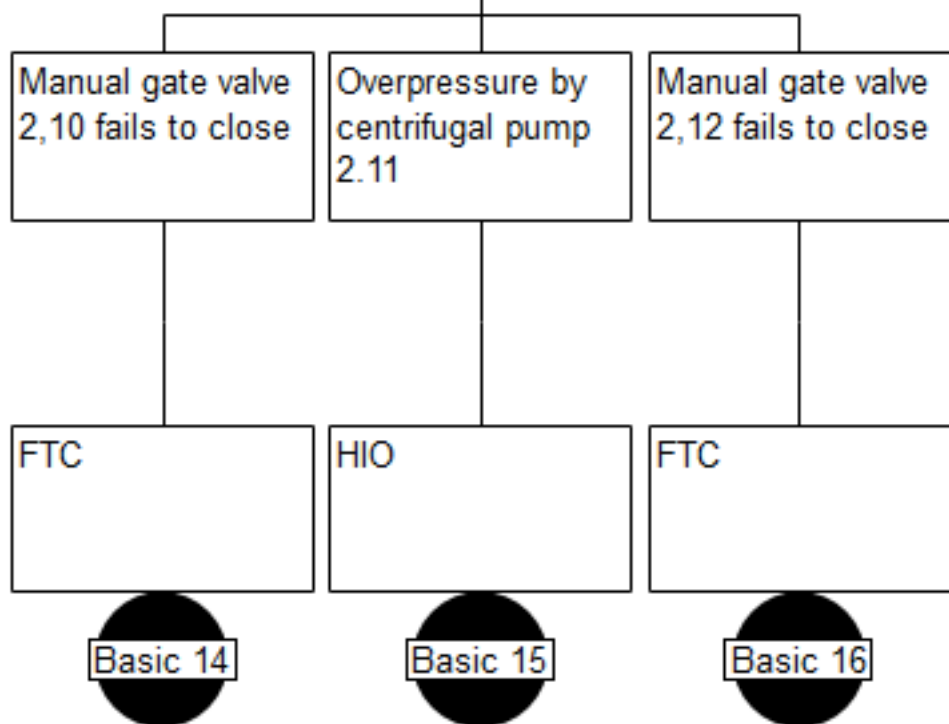 Manual gate valve
2,10 fails to close
Overpressure by
centrifugal pump
2.11
Manual gate valve
2,12 fails to close
FTC
HIO
FTC
Basic 14
Basic 15
Basic 16